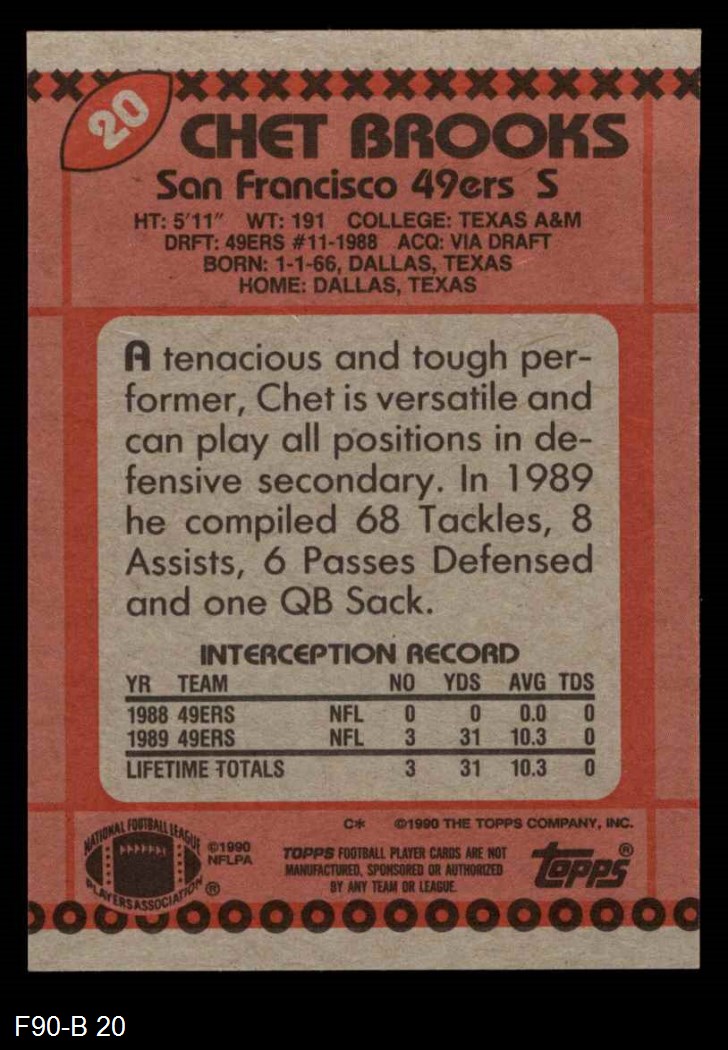 20
CHET BROOKS
San Francisco 49ers S
HT: 5'11" WT: 191 COLLEGE: TEXAS A&M
DRFT: 49ERS #11-1988 ACQ: VIA DRAFT
BORN: 1-1-66, DALLAS, TEXAS
HOME: DALLAS, TEXAS
A tenacious and tough per-
former, Chet is versatile and
can play all positions in de-
fensive secondary. In 1989
he compiled 68 Tackles, 8
Assists, 6 Passes Defensed
and one QB Sack.
INTERCEPTION RECORD
YR TEAM NO YDS AVG TDS
1988 49ERS NFL 0 0 0.0 0
1989 49ERS NFL 3 31 10.3 0
LIFETIME TOTALS 3 31 10.3 0
C* ©1990 THE TOPPS COMPANY, INC.
NATIONAL FOOTBALL LEAGUE
PLAYERS ASSOCIATION ®
©1990
NFLPA
TOPPS FOOTBALL PLAYER CARDS ARE NOT
MANUFACTURED, SPONSORED OR AUTHORIZED
BY ANY TEAM OR LEAGUE.
topps ®
F90-B 20